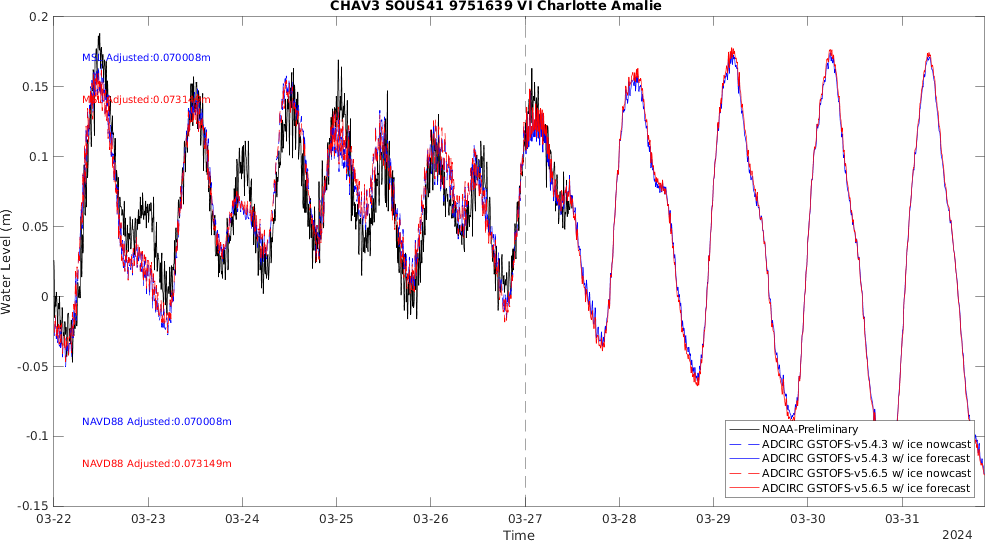 CHAV3 SOUS41 9751639 VI Charlotte Amalie
Water Level (m)
0.2
0.15
0.1
0.05
0
-0.05
-0.1
-0.15
MSL Adjusted:0.070008m
Adjusted:0.073149m
NAVD88 Adjusted:0.070008m
NAVD88 Adjusted:0.073149m
NOAA-Preliminary
ADCIRC GSTOFS-v5.4.3 w/ ice nowcast
ADCIRC GSTOFS-v5.4.3 w/ ice forecast
ADCIRC GSTOFS-v5.6.5 w/ ice nowcast
ADCIRC GSTOFS-v5.6.5 w/ ice forecast
03-22
03-23
03-24
03-25
03-26
03-27
03-28
03-29
03-30
03-31
Time
2024